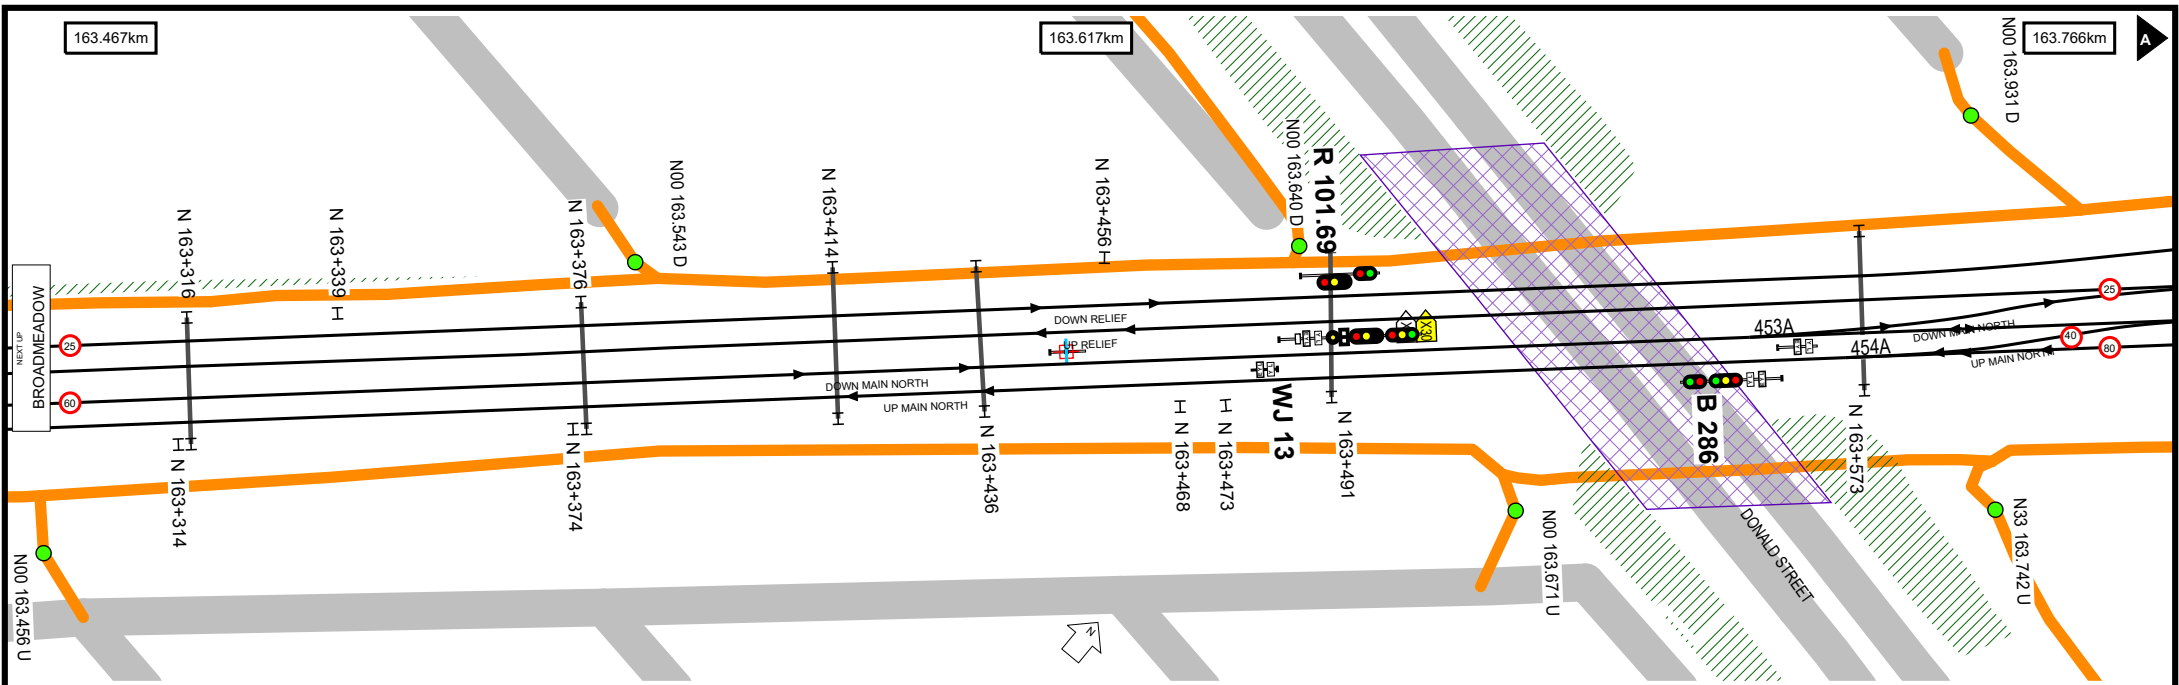 163.467km
163.617km
163.766km
A
N00 163.931 D
N00 163.640 D
R 101.69
N00 163.543 D
N 163+456
N 163+414
N 163+376
N 163+339
N 163+316
NEXT UP
BROADMEADOW
25
60
DOWN RELIEF
UP RELIEF
DOWN MAIN NORTH
UP MAIN NORTH
X
X30
453A
454A
DOWN MAIN NORTH
UP MAIN NORTH
25
40
80
WJ 13
B 286
N 163+314
N 163+374
N 163+436
N 163+468
N 163+473
N 163+491
N 163+573
N00 163.456 U
N00 163.671 U
N33 163.742 U
DONALD STREET
N